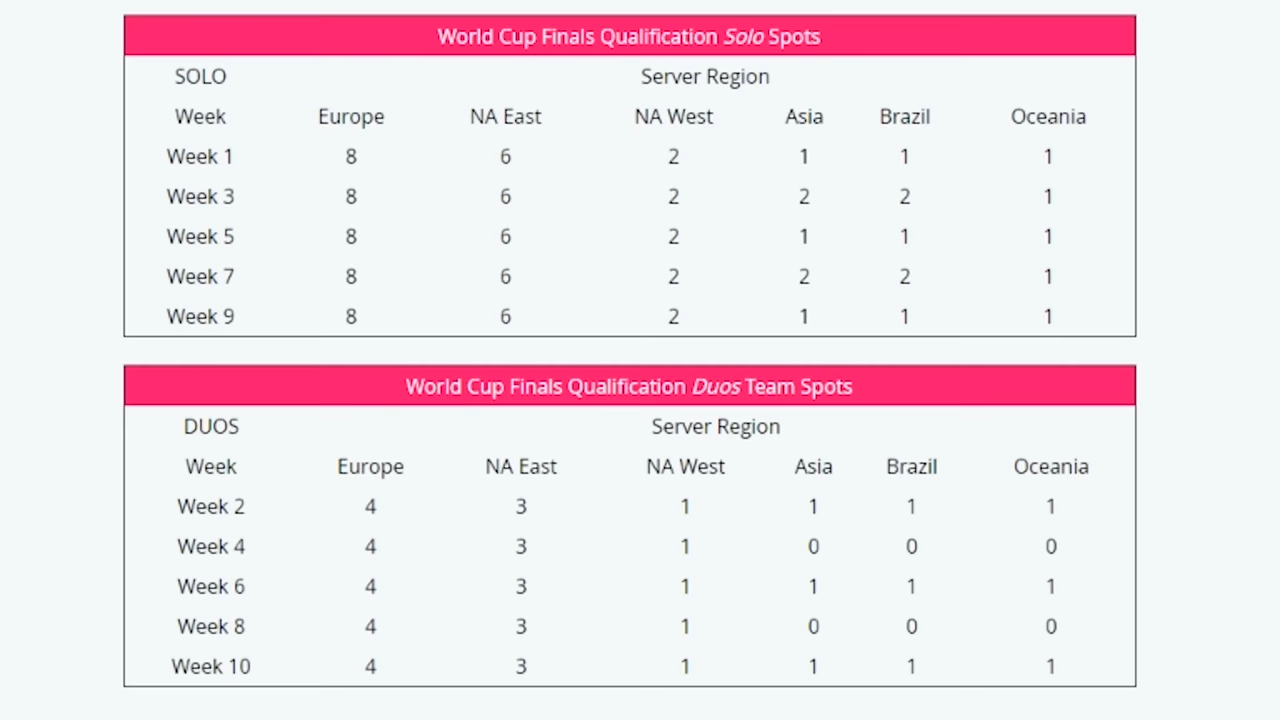 World Cup Finals Qualification Solo Spots
SOLO Server Region
Week Europe NA East NA West Asia Brazil Oceania
Week 1 8 6 2 1 1 1
Week 3 8 6 2 2 2 1
Week 5 8 6 2 1 1 1
Week 7 8 6 2 2 2 1
Week 9 8 6 2 1 1 1
World Cup Finals Qualification Duos Team Spots
DUOS Server Region
Week Europe NA East NA West Asia Brazil Oceania
Week 2 4 3 1 1 1 1
Week 4 4 3 1 0 0 0
Week 6 4 3 1 1 1 1
Week 8 4 3 1 0 0 0
Week 10 4 3 1 1 1 1